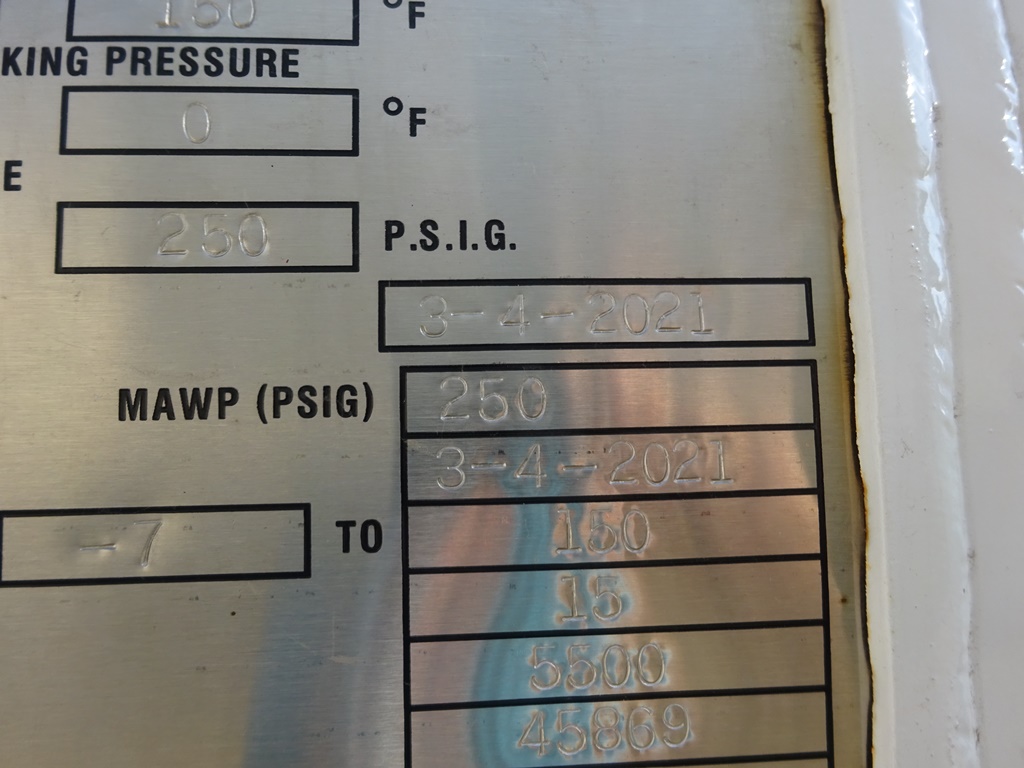 150 °F
KING PRESSURE
0 °F
E
250 P.S.I.G.
3-4-2021
MAWP (PSIG) 250
3-4-2021
-7 TO 150
15
5500
45869